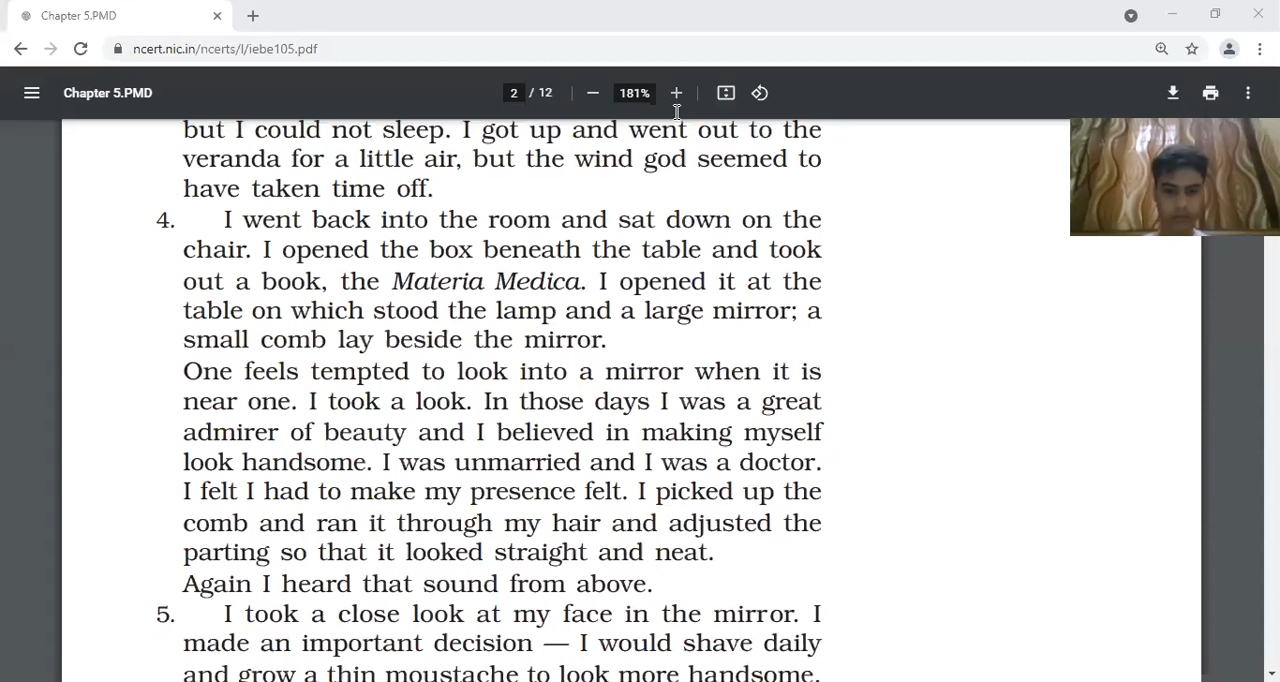 Chapter 5.PMD
ncert.nic.in/ncerts/l/iebe105.pdf
Chapter 5.PMD
2 / 12
181%
but I could not sleep. I got up and went out to the
veranda for a little air, but the wind god seemed to
have taken time off.
4. I went back into the room and sat down on the
chair. I opened the box beneath the table and took
out a book, the Materia Medica. I opened it at the
table on which stood the lamp and a large mirror; a
small comb lay beside the mirror.
One feels tempted to look into a mirror when it is
near one. I took a look. In those days I was a great
admirer of beauty and I believed in making myself
look handsome. I was unmarried and I was a doctor.
I felt I had to make my presence felt. I picked up the
comb and ran it through my hair and adjusted the
parting so that it looked straight and neat.
Again I heard that sound from above.
5. I took a close look at my face in the mirror. I
made an important decision — I would shave daily
and grow a thin moustache to look more handsome.